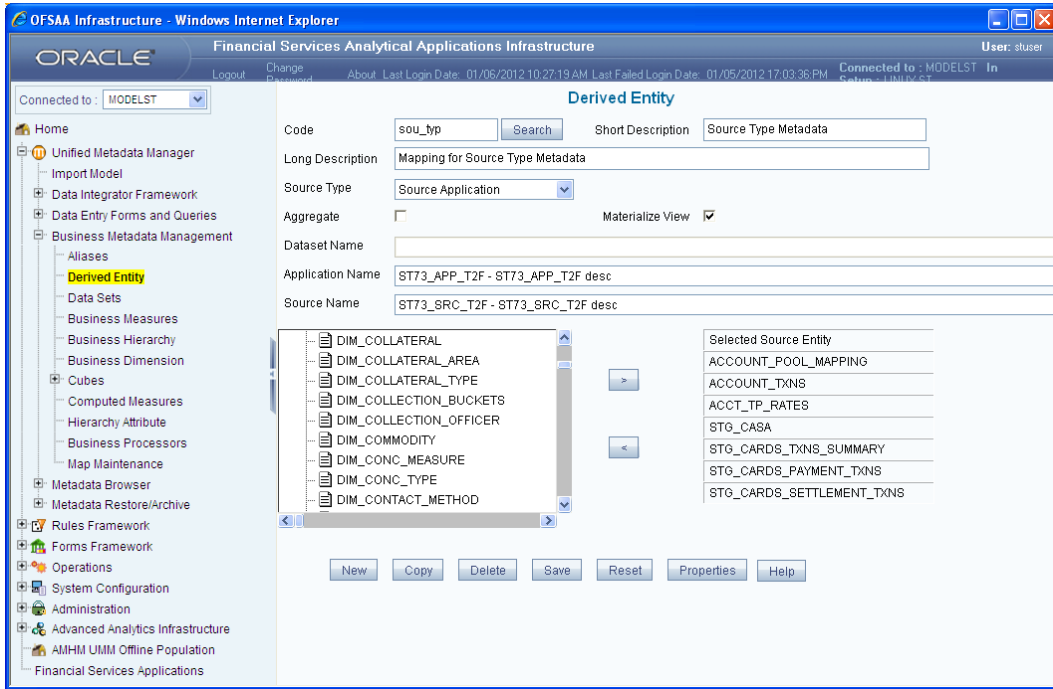 OFSAA Infrastructure - Windows Internet Explorer
ORACLE
Financial Services Analytical Applications Infrastructure
User: stuser
Logout
Change Password
About
Last Login Date: 01/06/2012 10:27:19 AM
Last Failed Login Date: 01/05/2012 17:03:36:PM
Connected to : MODELST In
Setup : UNUX ST
Connected to : MODELST
Home
Unified Metadata Manager
Import Model
Data Integrator Framework
Data Entry Forms and Queries
Business Metadata Management
Aliases
Derived Entity
Data Sets
Business Measures
Business Hierarchy
Business Dimension
Cubes
Computed Measures
Hierarchy Attribute
Business Processors
Map Maintenance
Metadata Browser
Metadata Restore/Archive
Rules Framework
Forms Framework
Operations
System Configuration
Administration
Advanced Analytics Infrastructure
AMHM UMM Offline Population
Financial Services Applications
Derived Entity
Code sou_typ Search Short Description Source Type Metadata
Long Description Mapping for Source Type Metadata
Source Type Source Application
Aggregate Materialize View
Dataset Name
Application Name ST73_APP_T2F - ST73_APP_T2F desc
Source Name ST73_SRC_T2F - ST73_SRC_T2F desc
DIM_COLLATERAL
DIM_COLLATERAL_AREA
DIM_COLLATERAL_TYPE
DIM_COLLECTION_BUCKETS
DIM_COLLECTION_OFFICER
DIM_COMMODITY
DIM_CONC_MEASURE
DIM_CONC_TYPE
DIM_CONTACT_METHOD
>
<
Selected Source Entity
ACCOUNT_POOL_MAPPING
ACCOUNT_TXNS
ACCT_TP_RATES
STG_CASA
STG_CARDS_TXNS_SUMMARY
STG_CARDS_PAYMENT_TXNS
STG_CARDS_SETTLEMENT_TXNS
New Copy Delete Save Reset Properties Help